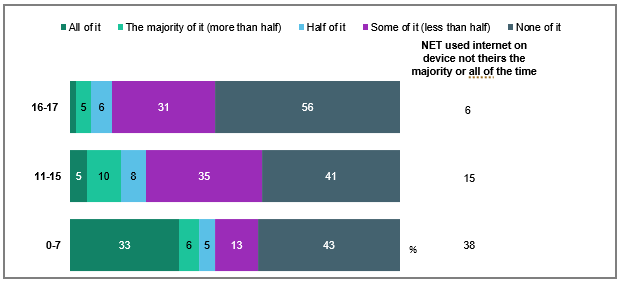 All of it The majority of it (more than half) Half of it Some of it (less than half) None of it
NET used internet on
device not theirs the
majority or all of the time
16-17 5 6 31 56 6
11-15 5 10 8 35 41 15
0-7 33 6 5 13 43 % 38